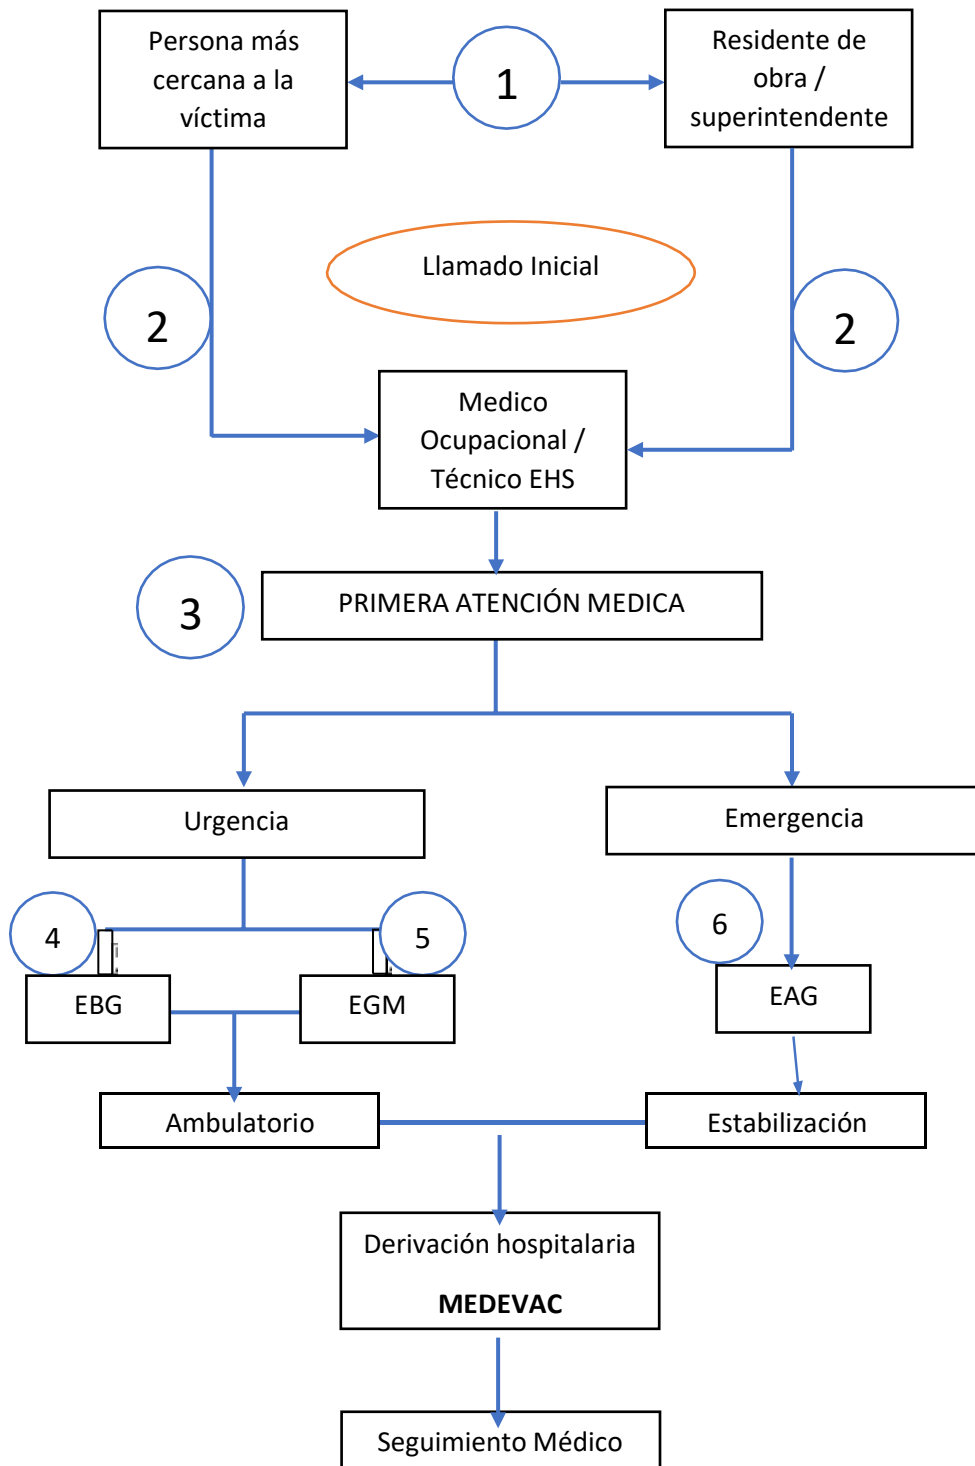 Persona más
cercana a la
víctima
1
Residente de
obra /
superintendente
Llamado Inicial
2
2
Medico
Ocupacional /
Técnico EHS
3
PRIMERA ATENCIÓN MEDICA
Urgencia
Emergencia
4
5
6
EBG
EGM
EAG
Ambulatorio
Estabilización
Derivación hospitalaria
MEDEVAC
Seguimiento Médico